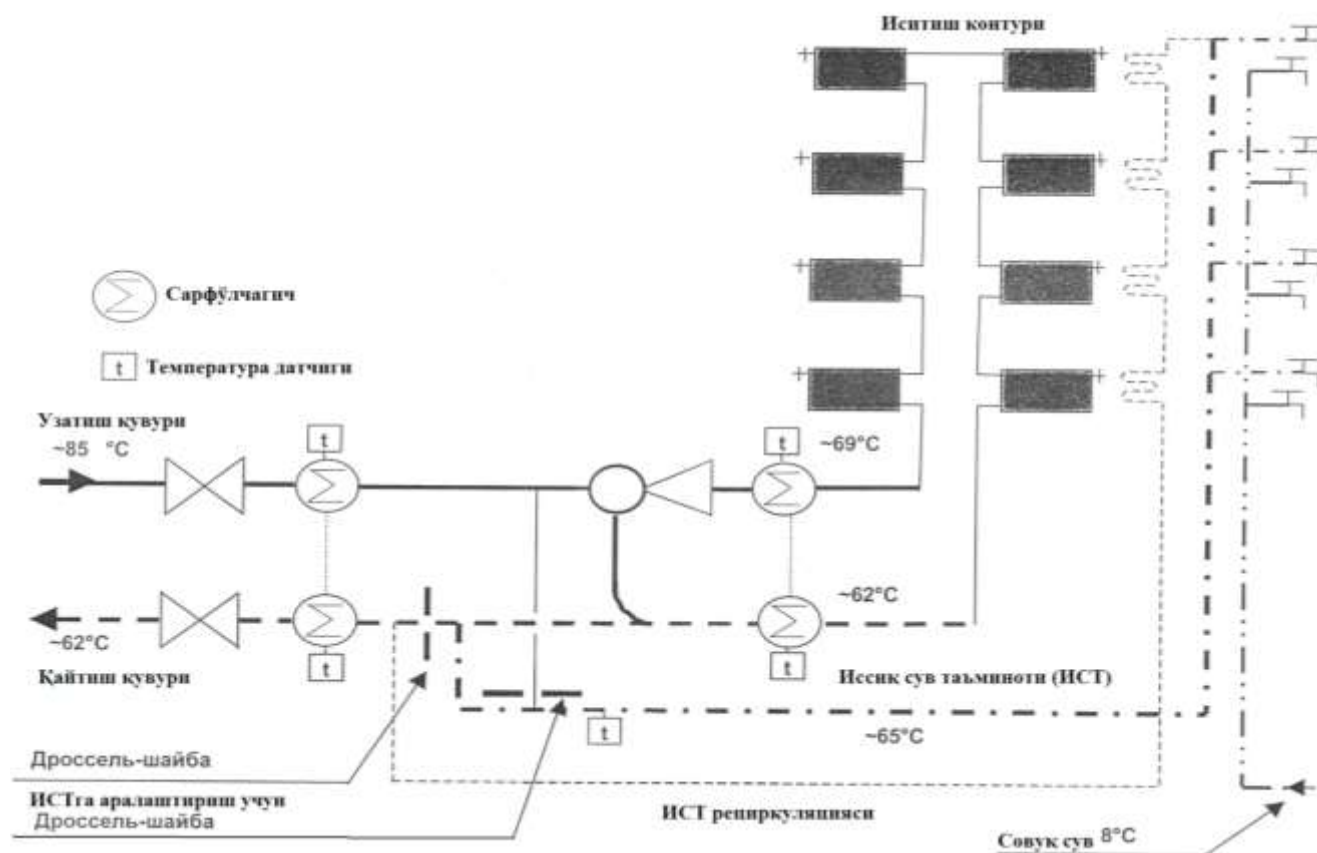 Иситиш контури
Сарфўлчагич
t Температура датчиги
Узатиш қувури
~85 °C
t
t
~69°C
~62°C
Қайтиш қувури
t
t
~62°C
Иссиқ сув таъминоти (ИСТ)
t
~65°C
Дроссель-шайба
ИСТга аралаштириш учун
Дроссель-шайба
ИСТ рециркуляцияси
Совуқ сув 8°C